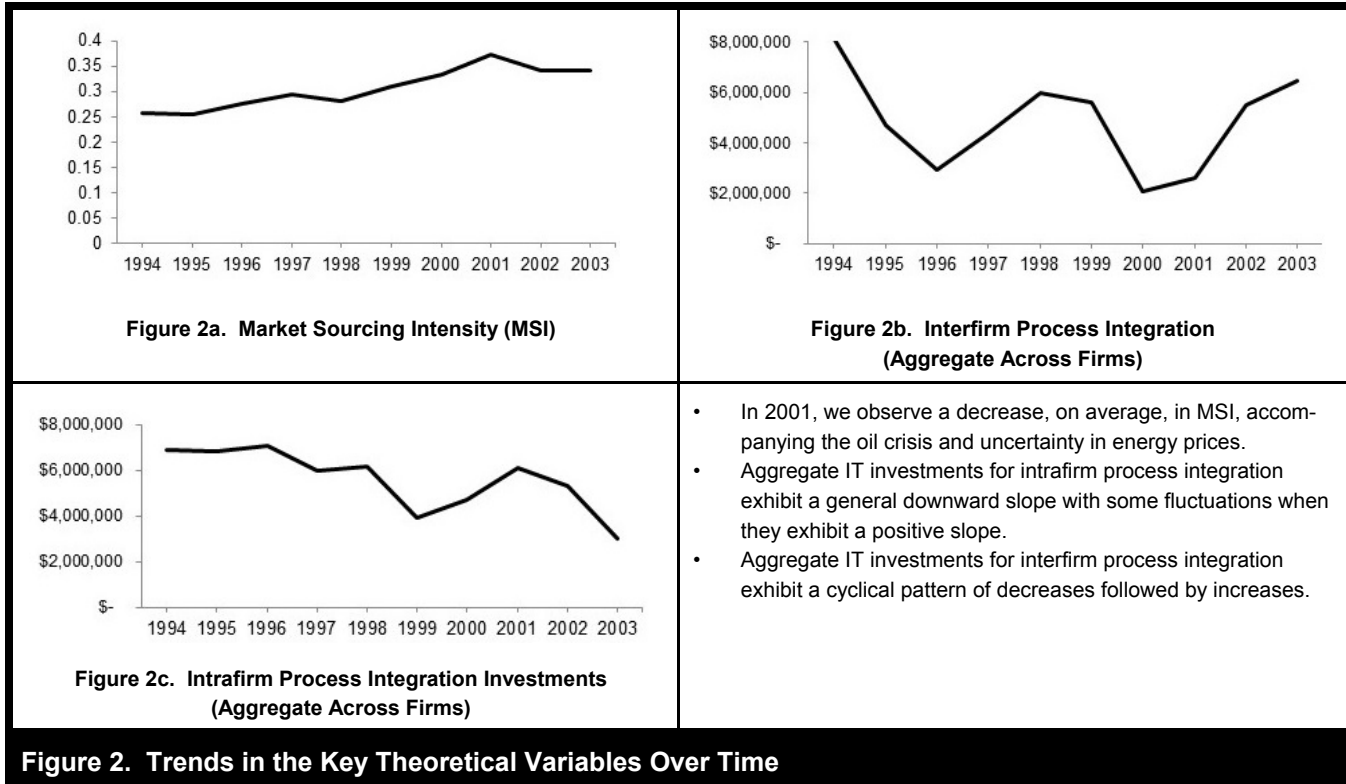 0.4
0.35
0.3
0.25
0.2
0.15
0.1
0.05
0
1994 1995 1996 1997 1998 1999 2000 2001 2002 2003
Figure 2a. Market Sourcing Intensity (MSI)
$8,000,000
$6,000,000
$4,000,000
$2,000,000
$-
1994 1995 1996 1997 1998 1999 2000 2001 2002 2003
Figure 2b. Interfirm Process Integration
(Aggregate Across Firms)
$8,000,000
$6,000,000
$4,000,000
$2,000,000
$-
1994 1995 1996 1997 1998 1999 2000 2001 2002 2003
Figure 2c. Intrafirm Process Integration Investments
(Aggregate Across Firms)
• In 2001, we observe a decrease, on average, in MSI, accom-
panying the oil crisis and uncertainty in energy prices.
• Aggregate IT investments for intrafirm process integration
exhibit a general downward slope with some fluctuations when
they exhibit a positive slope.
• Aggregate IT investments for interfirm process integration
exhibit a cyclical pattern of decreases followed by increases.
Figure 2. Trends in the Key Theoretical Variables Over Time